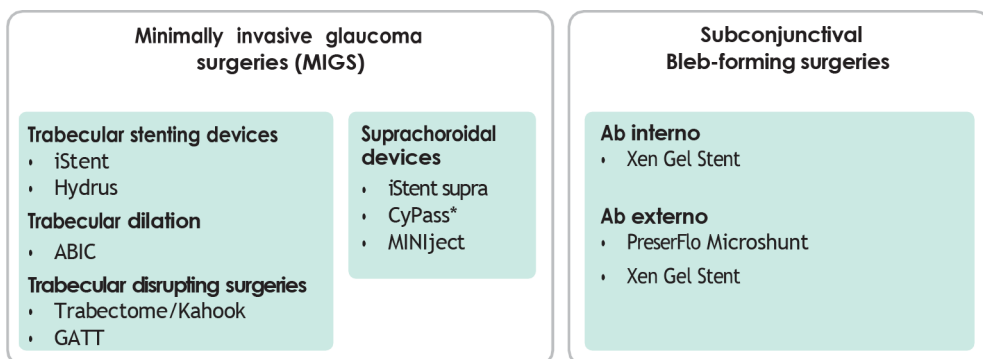 Minimally invasive glaucoma
surgeries (MIGS)
Trabecular stenting devices
• iStent
• Hydrus
Trabecular dilation
• ABIC
Trabecular disrupting surgeries
• Trabectome/Kahook
• GATT
Suprachoroidal
devices
• iStent supra
• CyPass*
• MINIject
Subconjunctival
Bleb-forming surgeries
Ab interno
• Xen Gel Stent
Ab externo
• PreserFlo Microshunt
• Xen Gel Stent